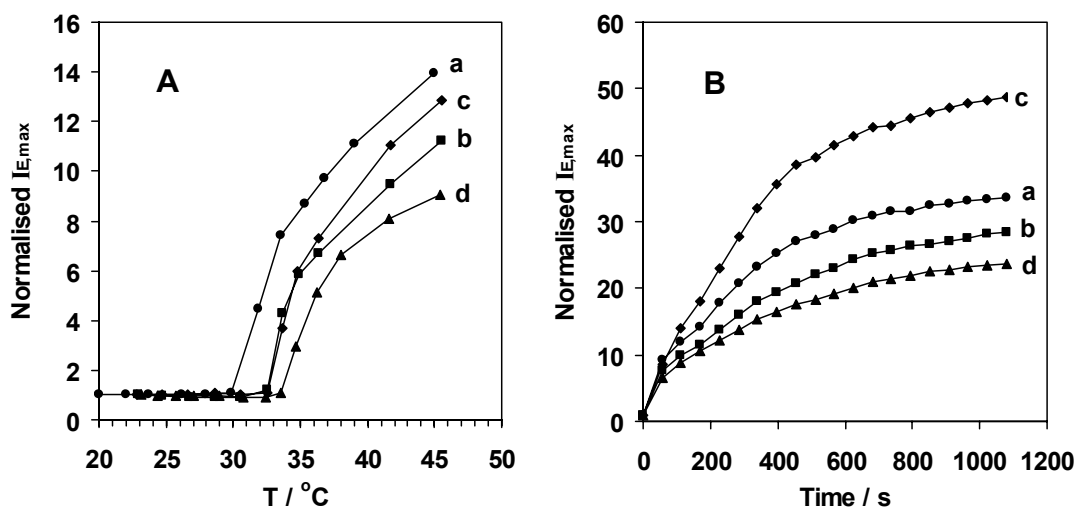 16
14
12
10
8
6
4
2
0
Normalised I_E,max
A
a
c
b
d
20 25 30 35 40 45 50
T / °C
60
50
40
30
20
10
0
Normalised I_E,max
B
c
a
b
d
0 200 400 600 800 1000 1200
Time / s